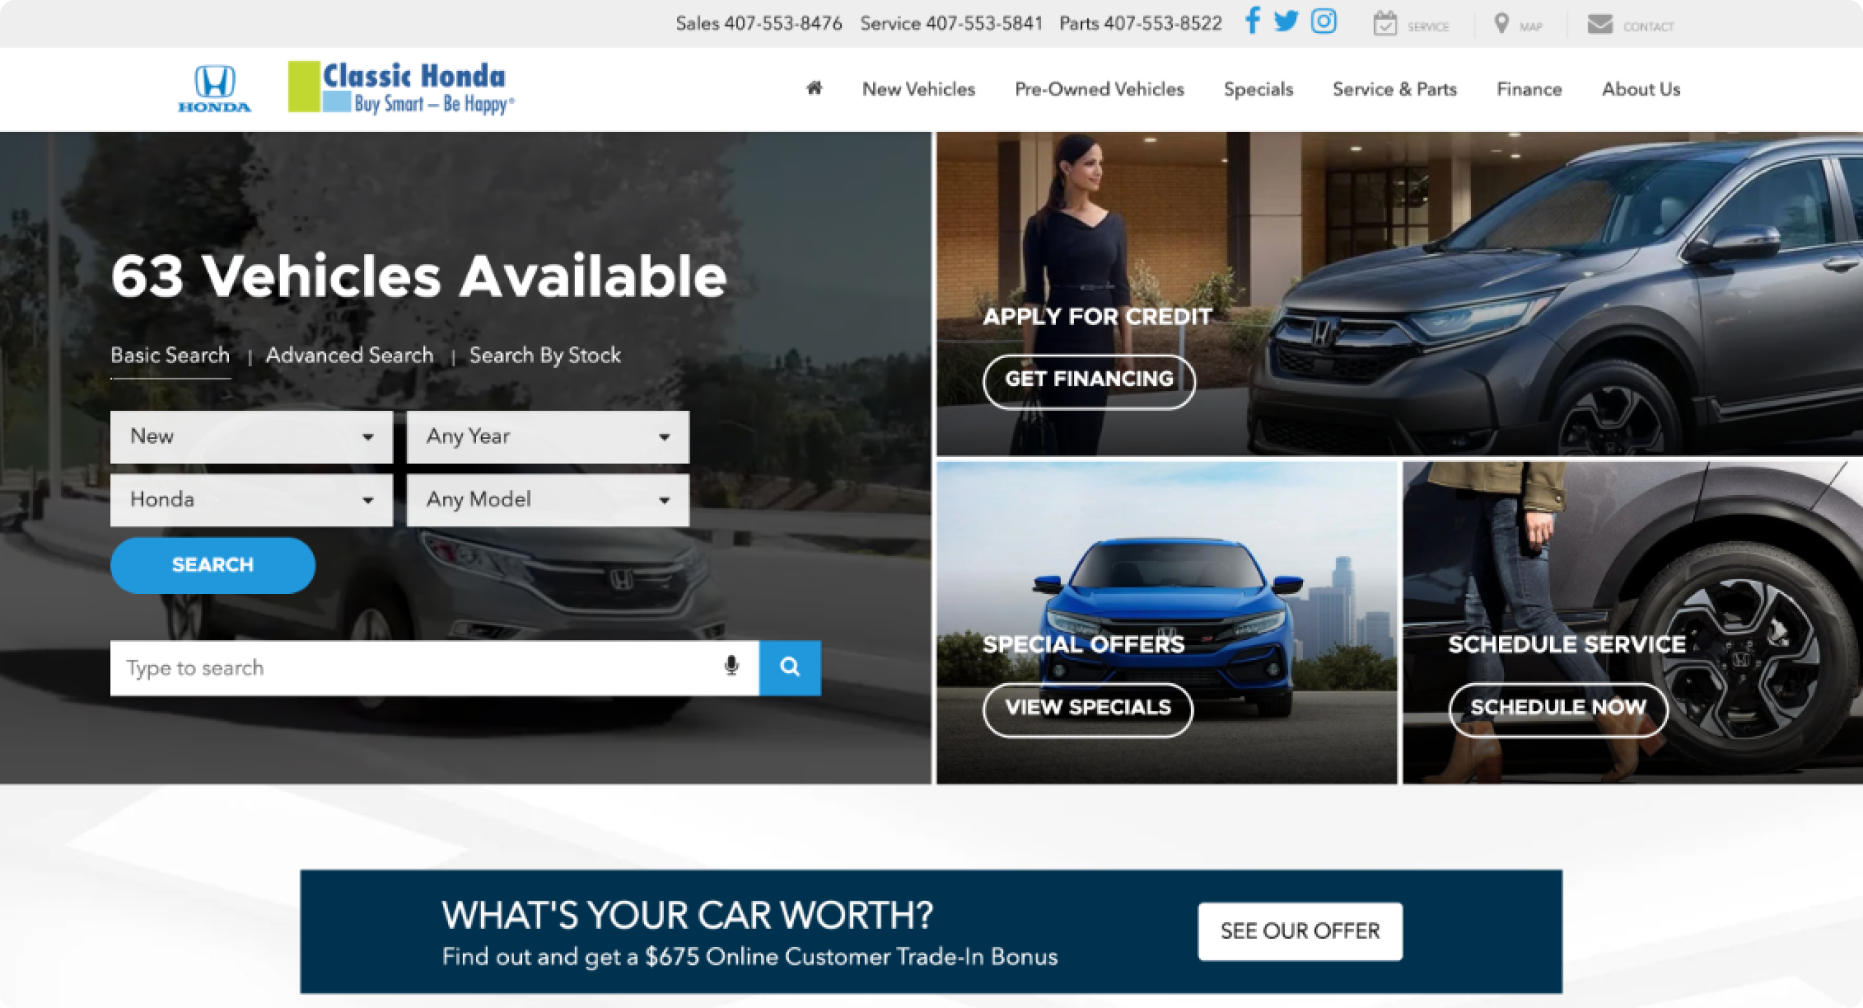 Sales 407-553-8476 Service 407-553-5841 Parts 407-553-8522 SERVICE MAP CONTACT
HONDA
Classic Honda
Buy Smart – Be Happy®
New Vehicles Pre-Owned Vehicles Specials Service & Parts Finance About Us
63 Vehicles Available
Basic Search | Advanced Search | Search By Stock
New Any Year
Honda Any Model
SEARCH
Type to search
APPLY FOR CREDIT
GET FINANCING
SPECIAL OFFERS
VIEW SPECIALS
SCHEDULE SERVICE
SCHEDULE NOW
WHAT'S YOUR CAR WORTH?
Find out and get a $675 Online Customer Trade-In Bonus
SEE OUR OFFER